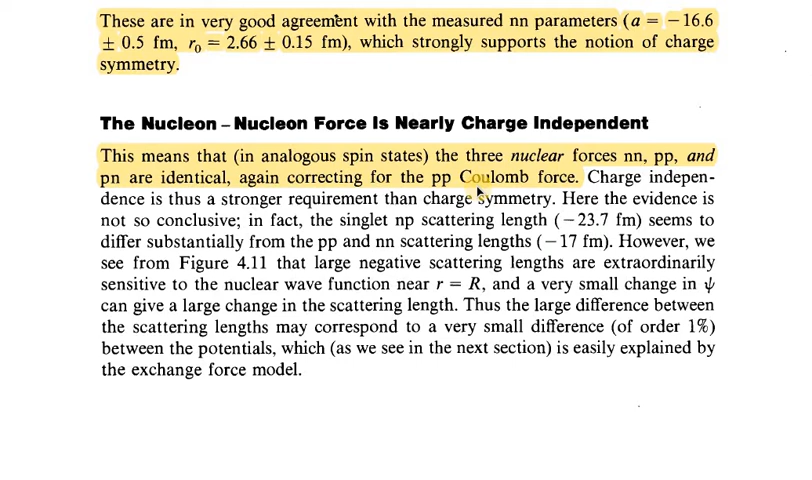 These are in very good agreement with the measured nn parameters (a = −16.6
± 0.5 fm, r₀ = 2.66 ± 0.15 fm), which strongly supports the notion of charge
symmetry.
The Nucleon – Nucleon Force Is Nearly Charge Independent
This means that (in analogous spin states) the three nuclear forces nn, pp, and
pn are identical, again correcting for the pp Coulomb force. Charge indepen-
dence is thus a stronger requirement than charge symmetry. Here the evidence is
not so conclusive; in fact, the singlet np scattering length (−23.7 fm) seems to
differ substantially from the pp and nn scattering lengths (−17 fm). However, we
see from Figure 4.11 that large negative scattering lengths are extraordinarily
sensitive to the nuclear wave function near r = R, and a very small change in ψ
can give a large change in the scattering length. Thus the large difference between
the scattering lengths may correspond to a very small difference (of order 1%)
between the potentials, which (as we see in the next section) is easily explained by
the exchange force model.